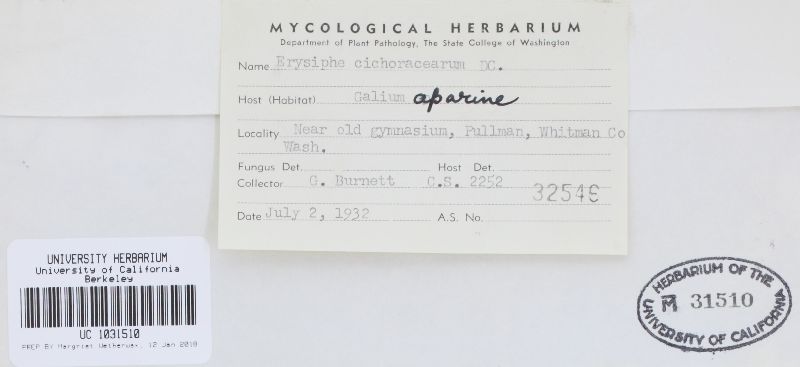 MYCOLOGICAL HERBARIUM
Department of Plant Pathology, The State College of Washington
Name Erysiphe cichoracearum DC.
Host (Habitat) Galium aparine
Locality Near old gymnasium, Pullman, Whitman Co
Wash.
Fungus Det. Host Det.
Collector G. Burnett C.S. 2252
32546
Date July 2, 1932 A.S. No.
UNIVERSITY HERBARIUM
University of California
Berkeley
UC 1031510
PREP BY Margriet Wetherwax, 12 Jan 2018
HERBARIUM OF THE
M 31510
UNIVERSITY OF CALIFORNIA